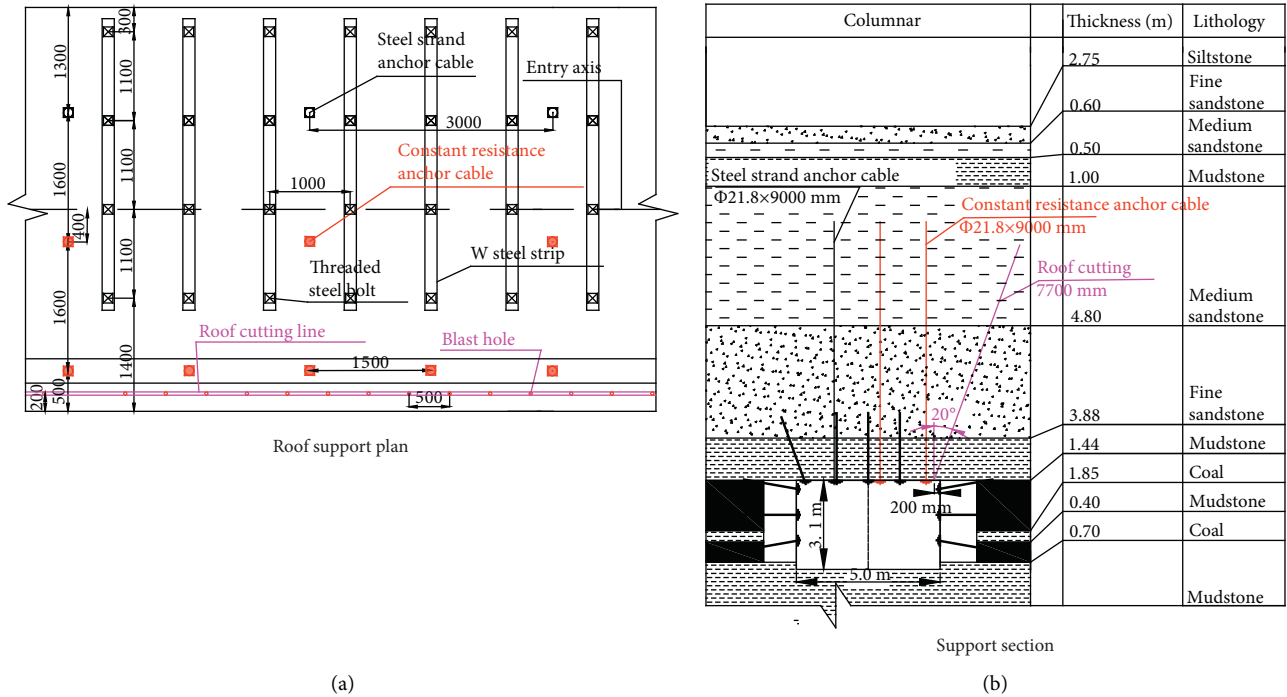 300
1300
1100
Steel strand
anchor cable
Entry axis
3000
Constant resistance
anchor cable
1600
1100
1000
400
1100
W steel strip
Threaded
steel bolt
1600
Roof cutting line
Blast hole
1400
1500
500
200
500
Roof support plan
(a)
Columnar
Thickness (m)
Lithology
2.75
Siltstone
0.60
Fine
sandstone
0.50
Medium
sandstone
1.00
Mudstone
Steel strand anchor cable
Φ21.8×9000 mm
Constant resistance anchor cable
Φ21.8×9000 mm
Roof cutting
7700 mm
4.80
Medium
sandstone
20°
3.88
Fine
sandstone
1.44
Mudstone
1.85
Coal
200 mm
0.40
Mudstone
3.1 m
0.70
Coal
5.0 m
Mudstone
Support section
(b)